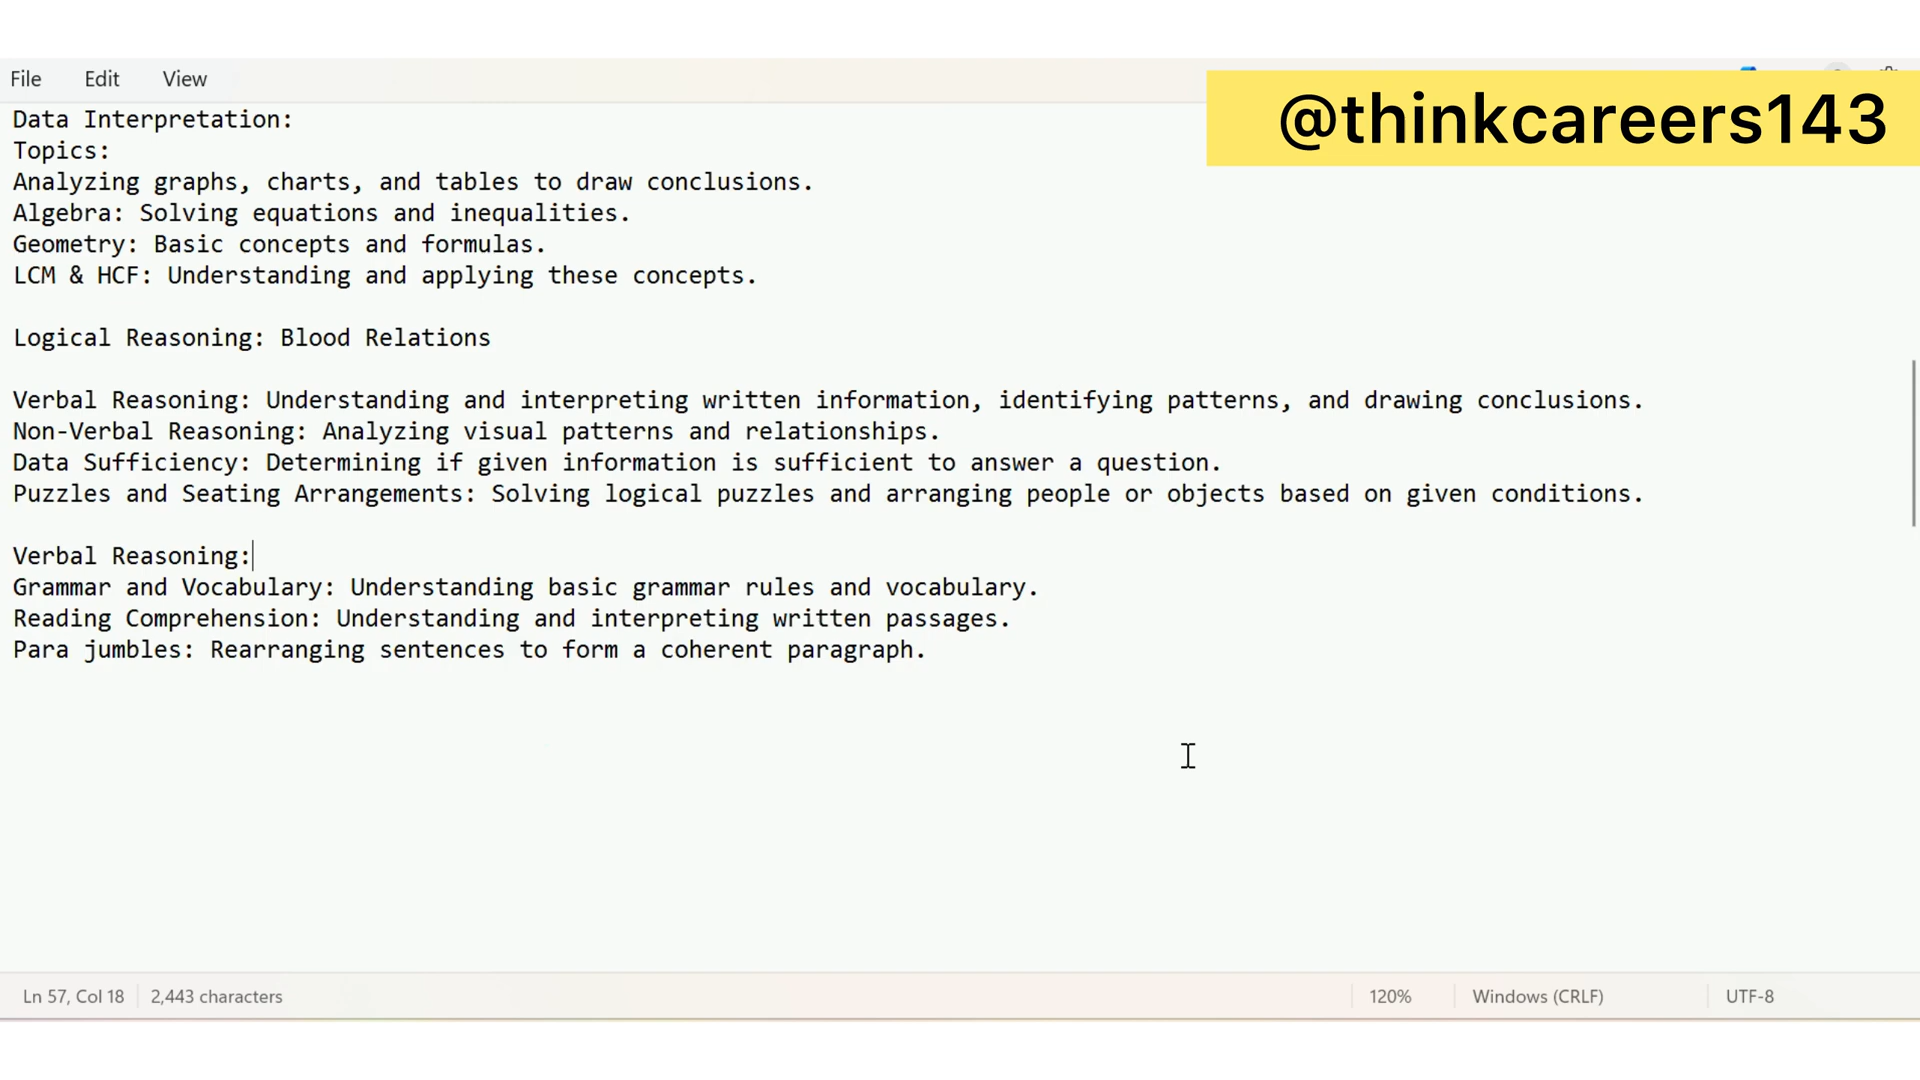 File Edit View
@thinkcareers143
Data Interpretation:
Topics:
Analyzing graphs, charts, and tables to draw conclusions.
Algebra: Solving equations and inequalities.
Geometry: Basic concepts and formulas.
LCM & HCF: Understanding and applying these concepts.
Logical Reasoning: Blood Relations
Verbal Reasoning: Understanding and interpreting written information, identifying patterns, and drawing conclusions.
Non-Verbal Reasoning: Analyzing visual patterns and relationships.
Data Sufficiency: Determining if given information is sufficient to answer a question.
Puzzles and Seating Arrangements: Solving logical puzzles and arranging people or objects based on given conditions.
Verbal Reasoning:
Grammar and Vocabulary: Understanding basic grammar rules and vocabulary.
Reading Comprehension: Understanding and interpreting written passages.
Para jumbles: Rearranging sentences to form a coherent paragraph.
Ln 57, Col 18 2,443 characters 120% Windows (CRLF) UTF-8